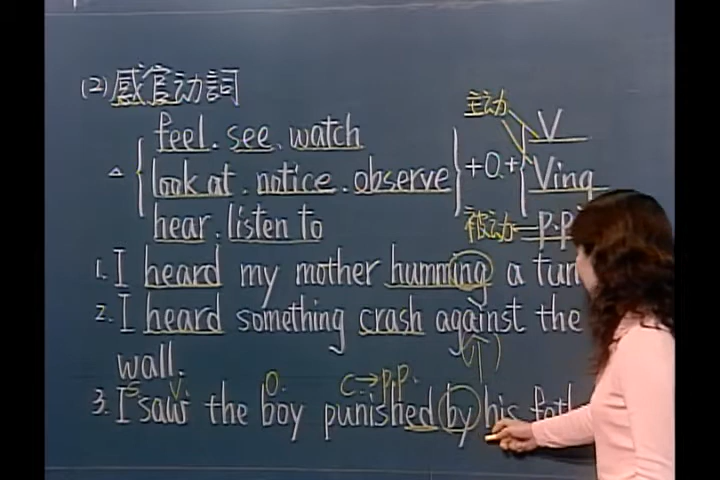 (2) 感官动詞
主动 V
feel. see. watch
△ look at. notice. observe +O.+ Ving
hear. listen to 被动 p.p
1. I heard my mother humming a
2. I heard something crash against the
wall.
S V O. C→p.p.
3. I saw the boy punished by his